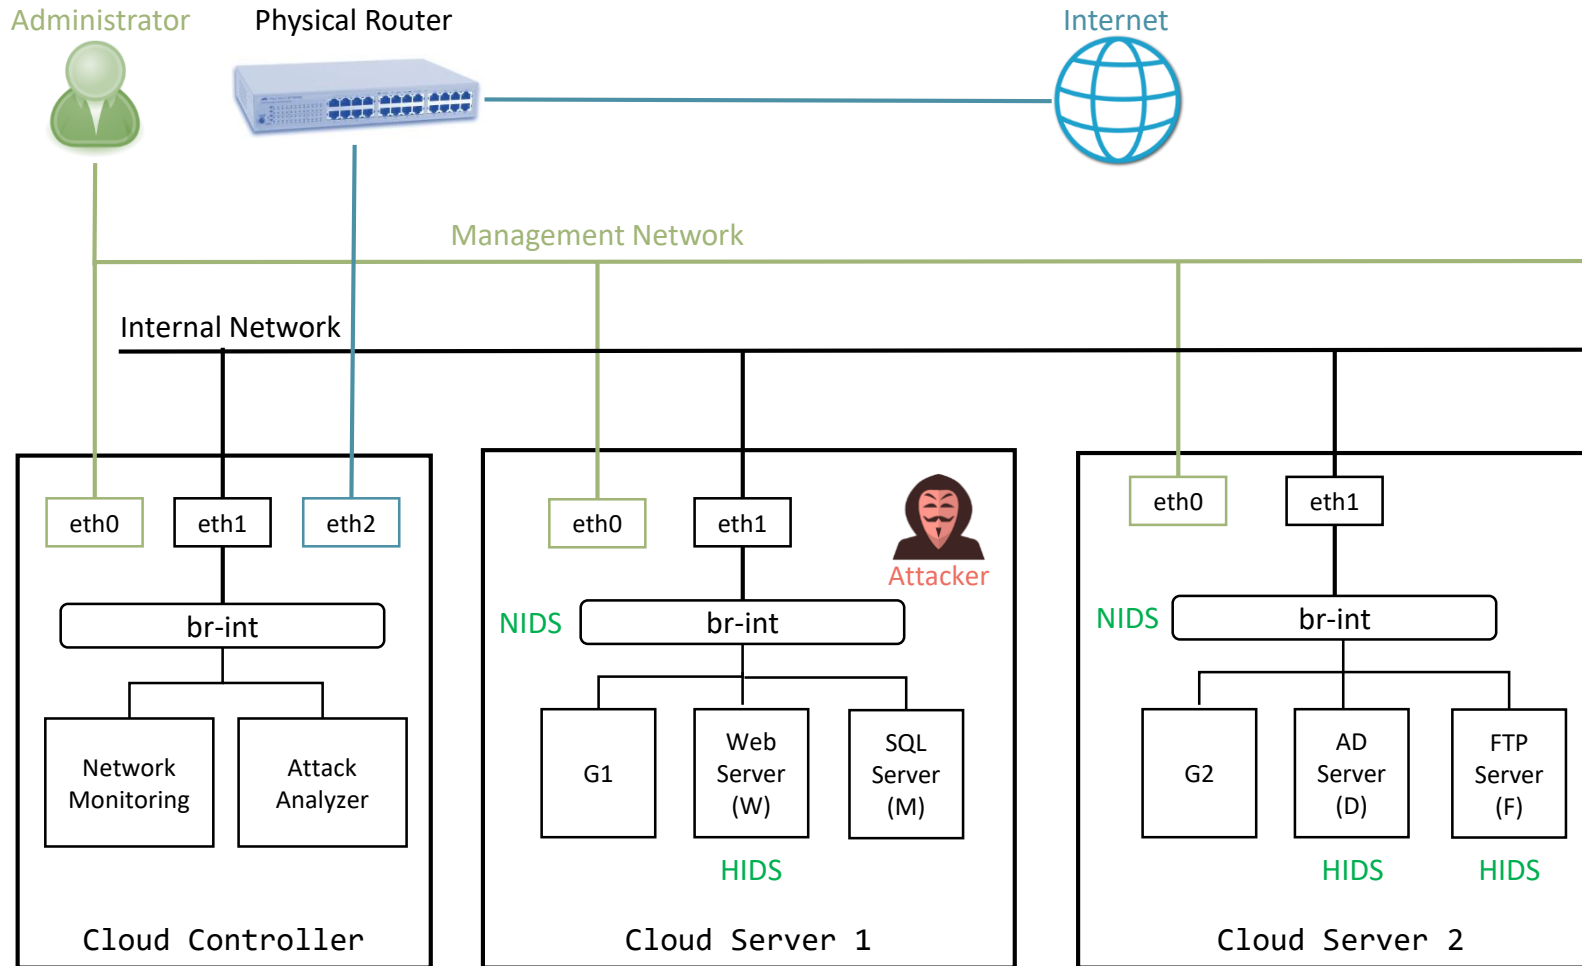 Administrator
Physical Router
Internet
Management Network
Internal Network
eth0
eth1
eth2
br-int
Network
Monitoring
Attack
Analyzer
Cloud Controller
eth0
eth1
Attacker
NIDS
br-int
G1
Web
Server
(W)
SQL
Server
(M)
HIDS
Cloud Server 1
eth0
eth1
NIDS
br-int
G2
AD
Server
(D)
FTP
Server
(F)
HIDS
HIDS
Cloud Server 2